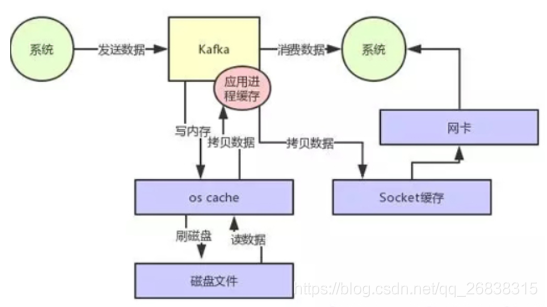 系统
发送数据
Kafka
消费数据
系统
应用进
程缓存
写内存
拷贝数据
拷贝数据
网卡
os cache
Socket缓存
刷磁盘
读数据
磁盘文件
https://blog.csdn.net/qq_26838315